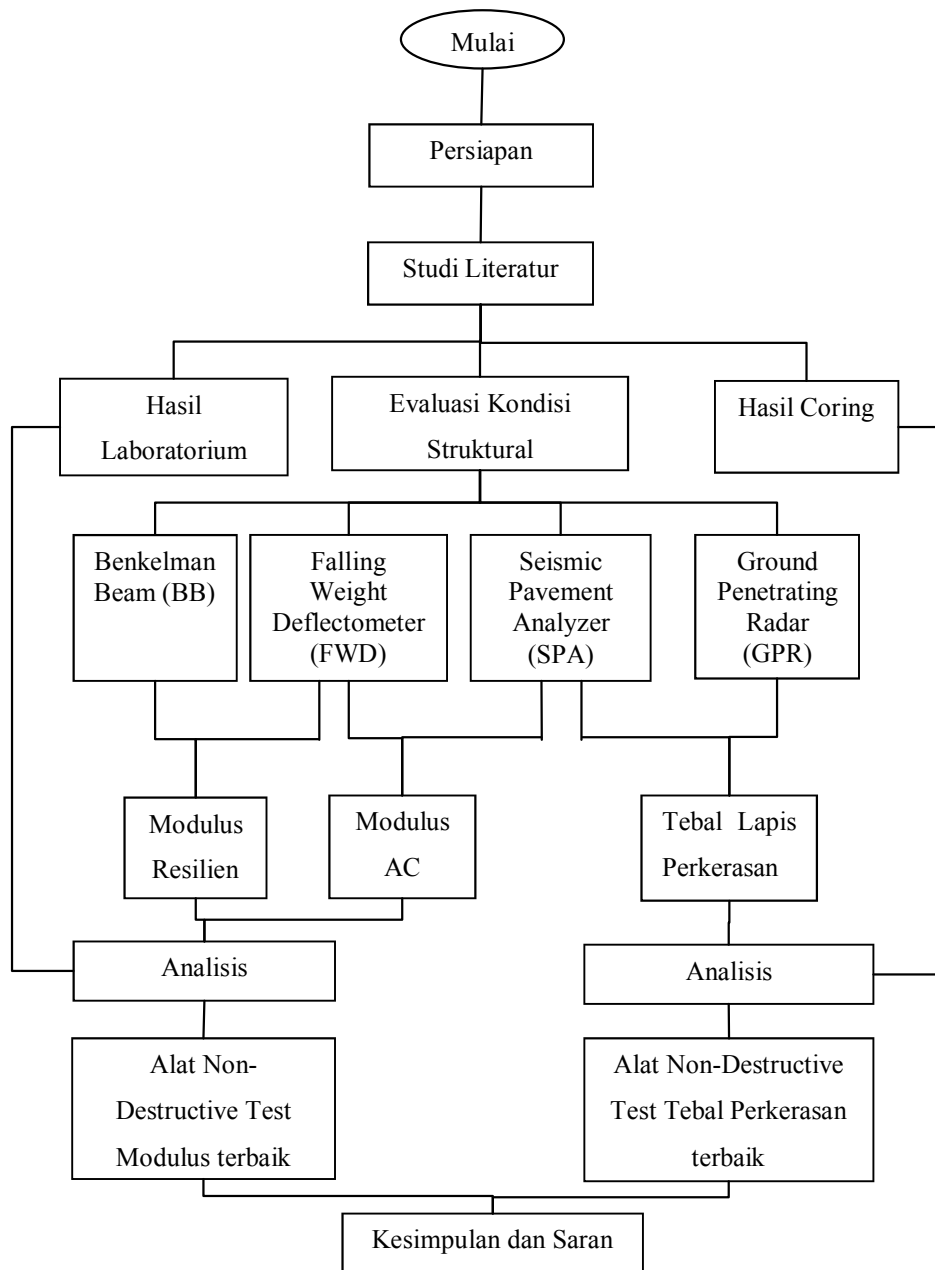 Mulai
Persiapan
Studi Literatur
Hasil
Laboratorium
Evaluasi Kondisi
Struktural
Hasil Coring
Benkelman
Beam (BB)
Falling
Weight
Deflectometer
(FWD)
Seismic
Pavement
Analyzer
(SPA)
Ground
Penetrating
Radar
(GPR)
Modulus
Resilien
Modulus
AC
Tebal Lapis
Perkerasan
Analisis
Analisis
Alat Non-
Destructive Test
Modulus terbaik
Alat Non-Destructive
Test Tebal Perkerasan
terbaik
Kesimpulan dan Saran